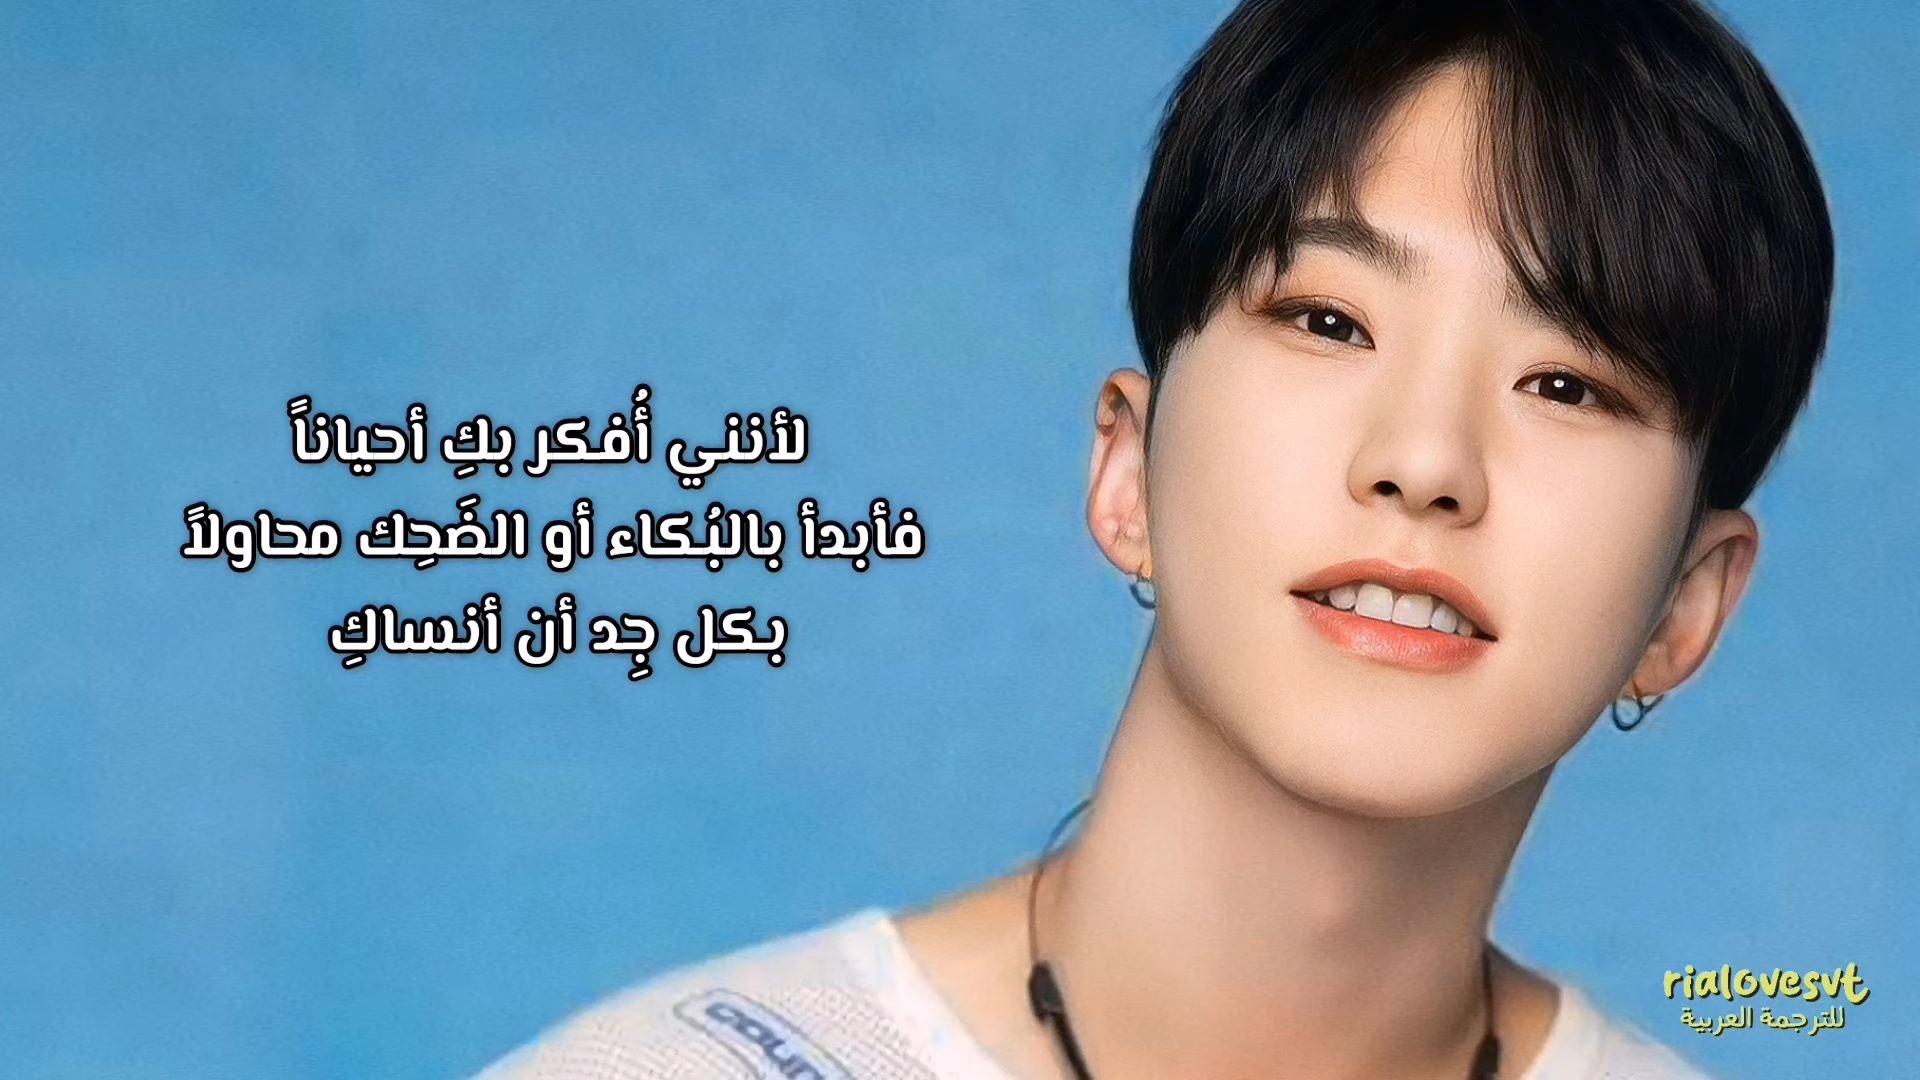 لأنني أُفكر بكِ أحياناً
فأبدأ بالبُكاء أو الضَحِك محاولاً
بكل جِد أن أنساكِ
rialovesvt
للترجمة العربية